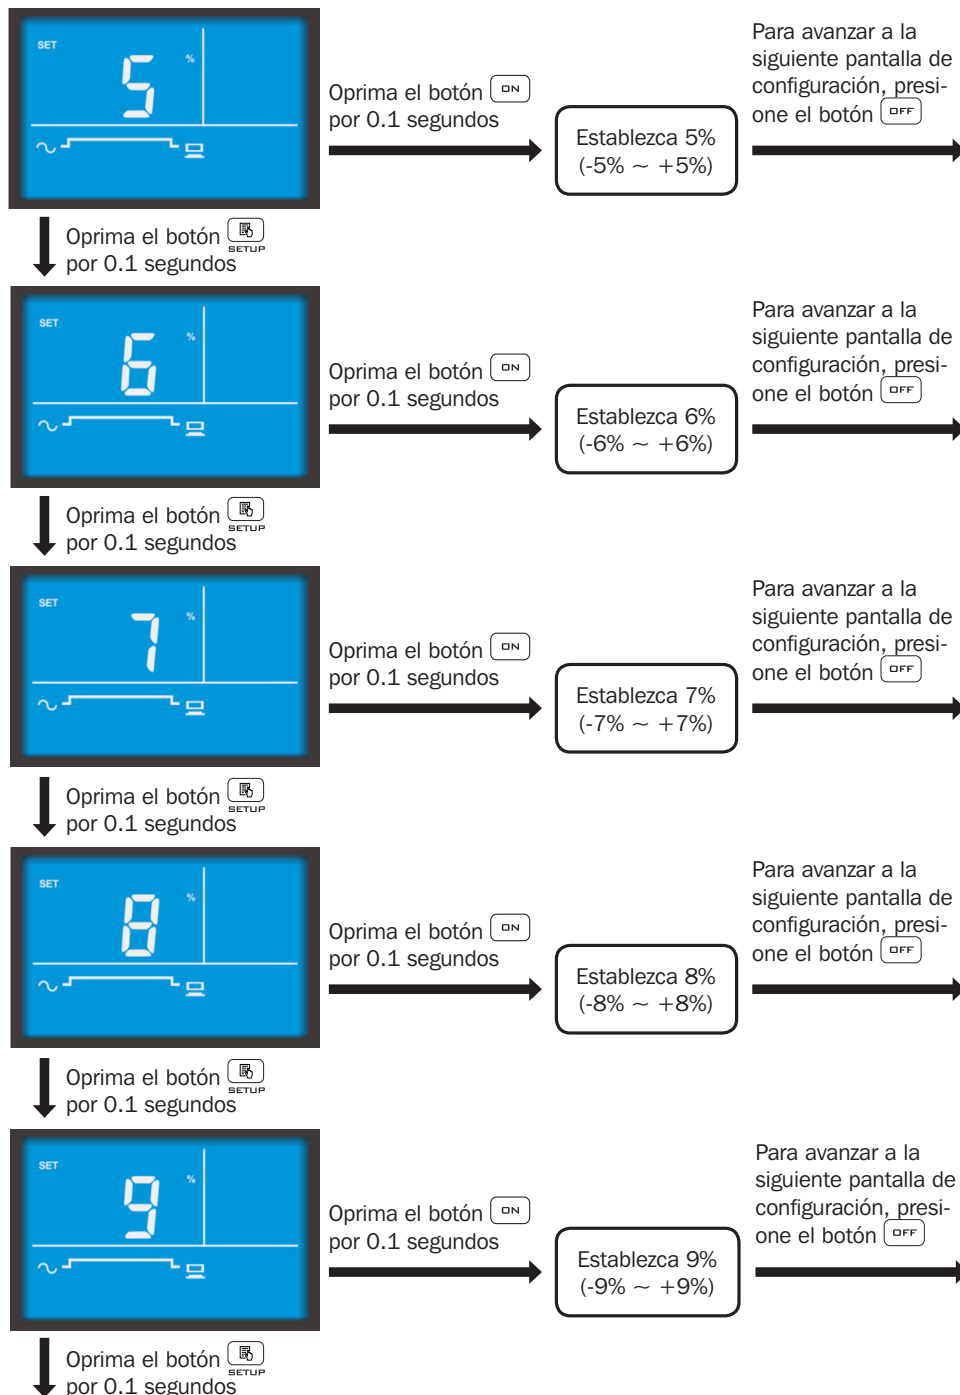 SET
5 %
Oprima el botón ON
por 0.1 segundos
Establezca 5%
(-5% ~ +5%)
Para avanzar a la
siguiente pantalla de
configuración, presi-
one el botón OFF
Oprima el botón
SETUP
por 0.1 segundos
SET
6 %
Oprima el botón ON
por 0.1 segundos
Establezca 6%
(-6% ~ +6%)
Para avanzar a la
siguiente pantalla de
configuración, presi-
one el botón OFF
Oprima el botón
SETUP
por 0.1 segundos
SET
7 %
Oprima el botón ON
por 0.1 segundos
Establezca 7%
(-7% ~ +7%)
Para avanzar a la
siguiente pantalla de
configuración, presi-
one el botón OFF
Oprima el botón
SETUP
por 0.1 segundos
SET
8 %
Oprima el botón ON
por 0.1 segundos
Establezca 8%
(-8% ~ +8%)
Para avanzar a la
siguiente pantalla de
configuración, presi-
one el botón OFF
Oprima el botón
SETUP
por 0.1 segundos
SET
9 %
Oprima el botón ON
por 0.1 segundos
Establezca 9%
(-9% ~ +9%)
Para avanzar a la
siguiente pantalla de
configuración, presi-
one el botón OFF
Oprima el botón
SETUP
por 0.1 segundos